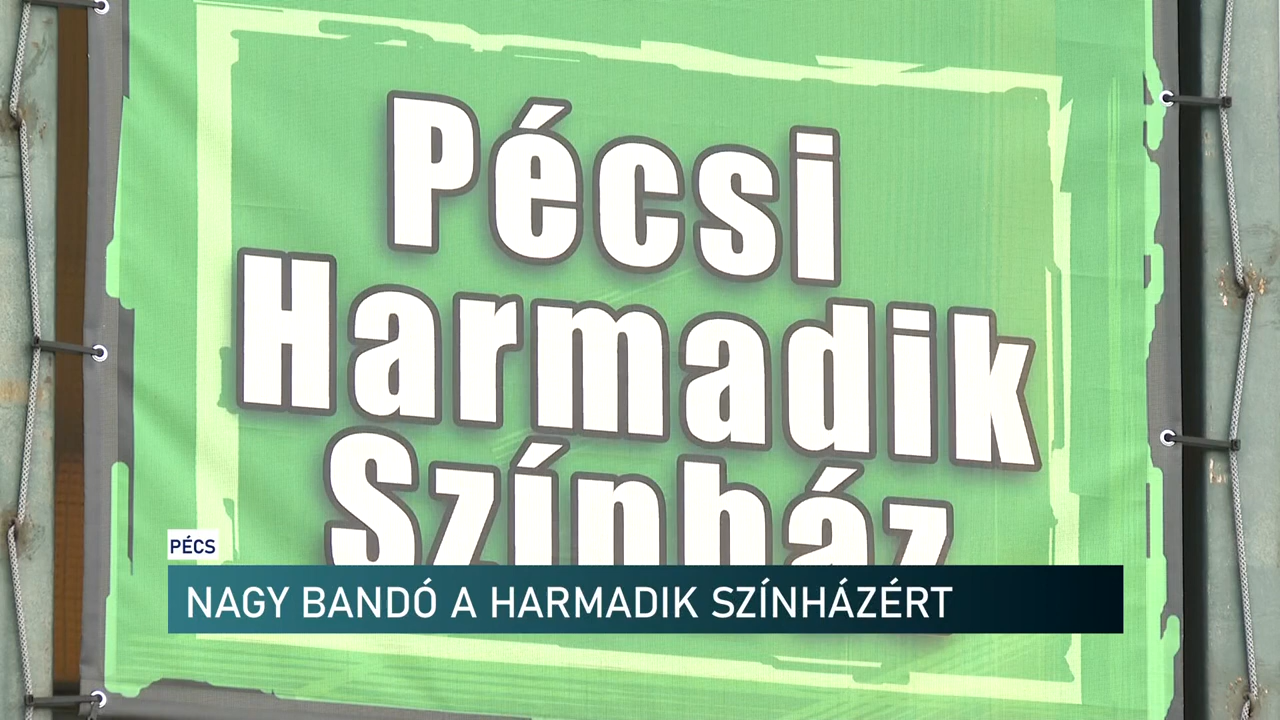 Pécsi
Harmadik
Színház
PÉCS
NAGY BANDÓ A HARMADIK SZÍNHÁZÉRT